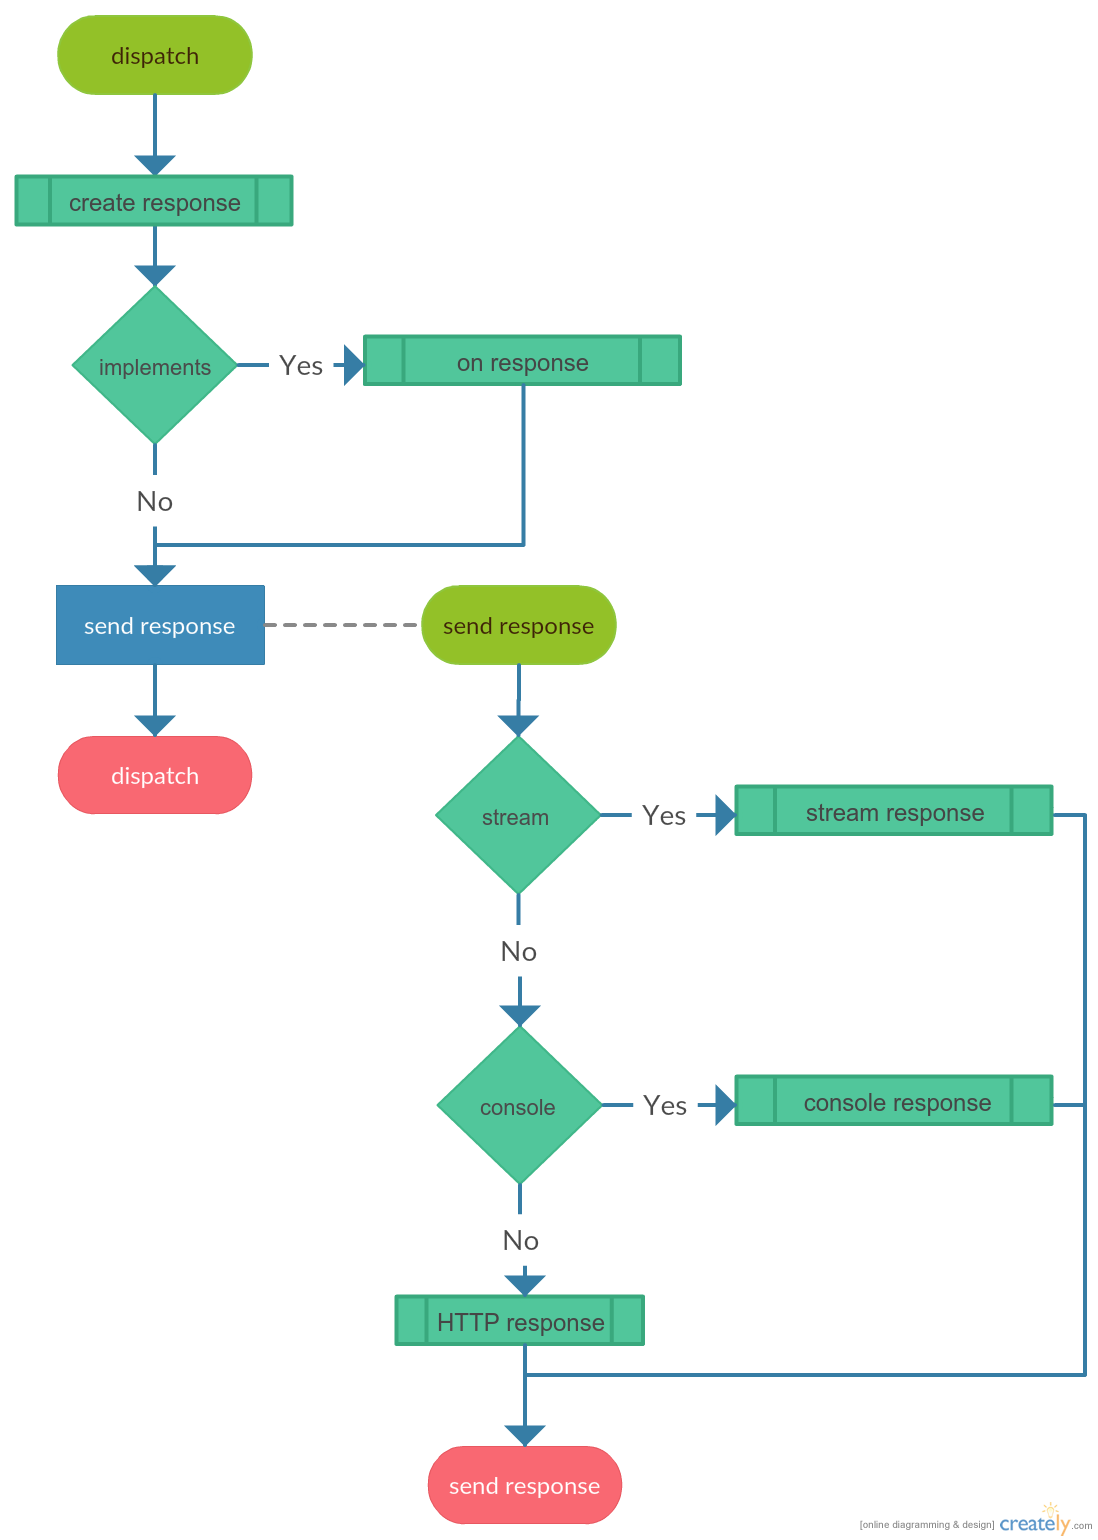 dispatch
create response
implements
Yes
on response
No
send response
send response
dispatch
stream
Yes
stream response
No
console
Yes
console response
No
HTTP response
send response
[online diagramming & design] creately.com